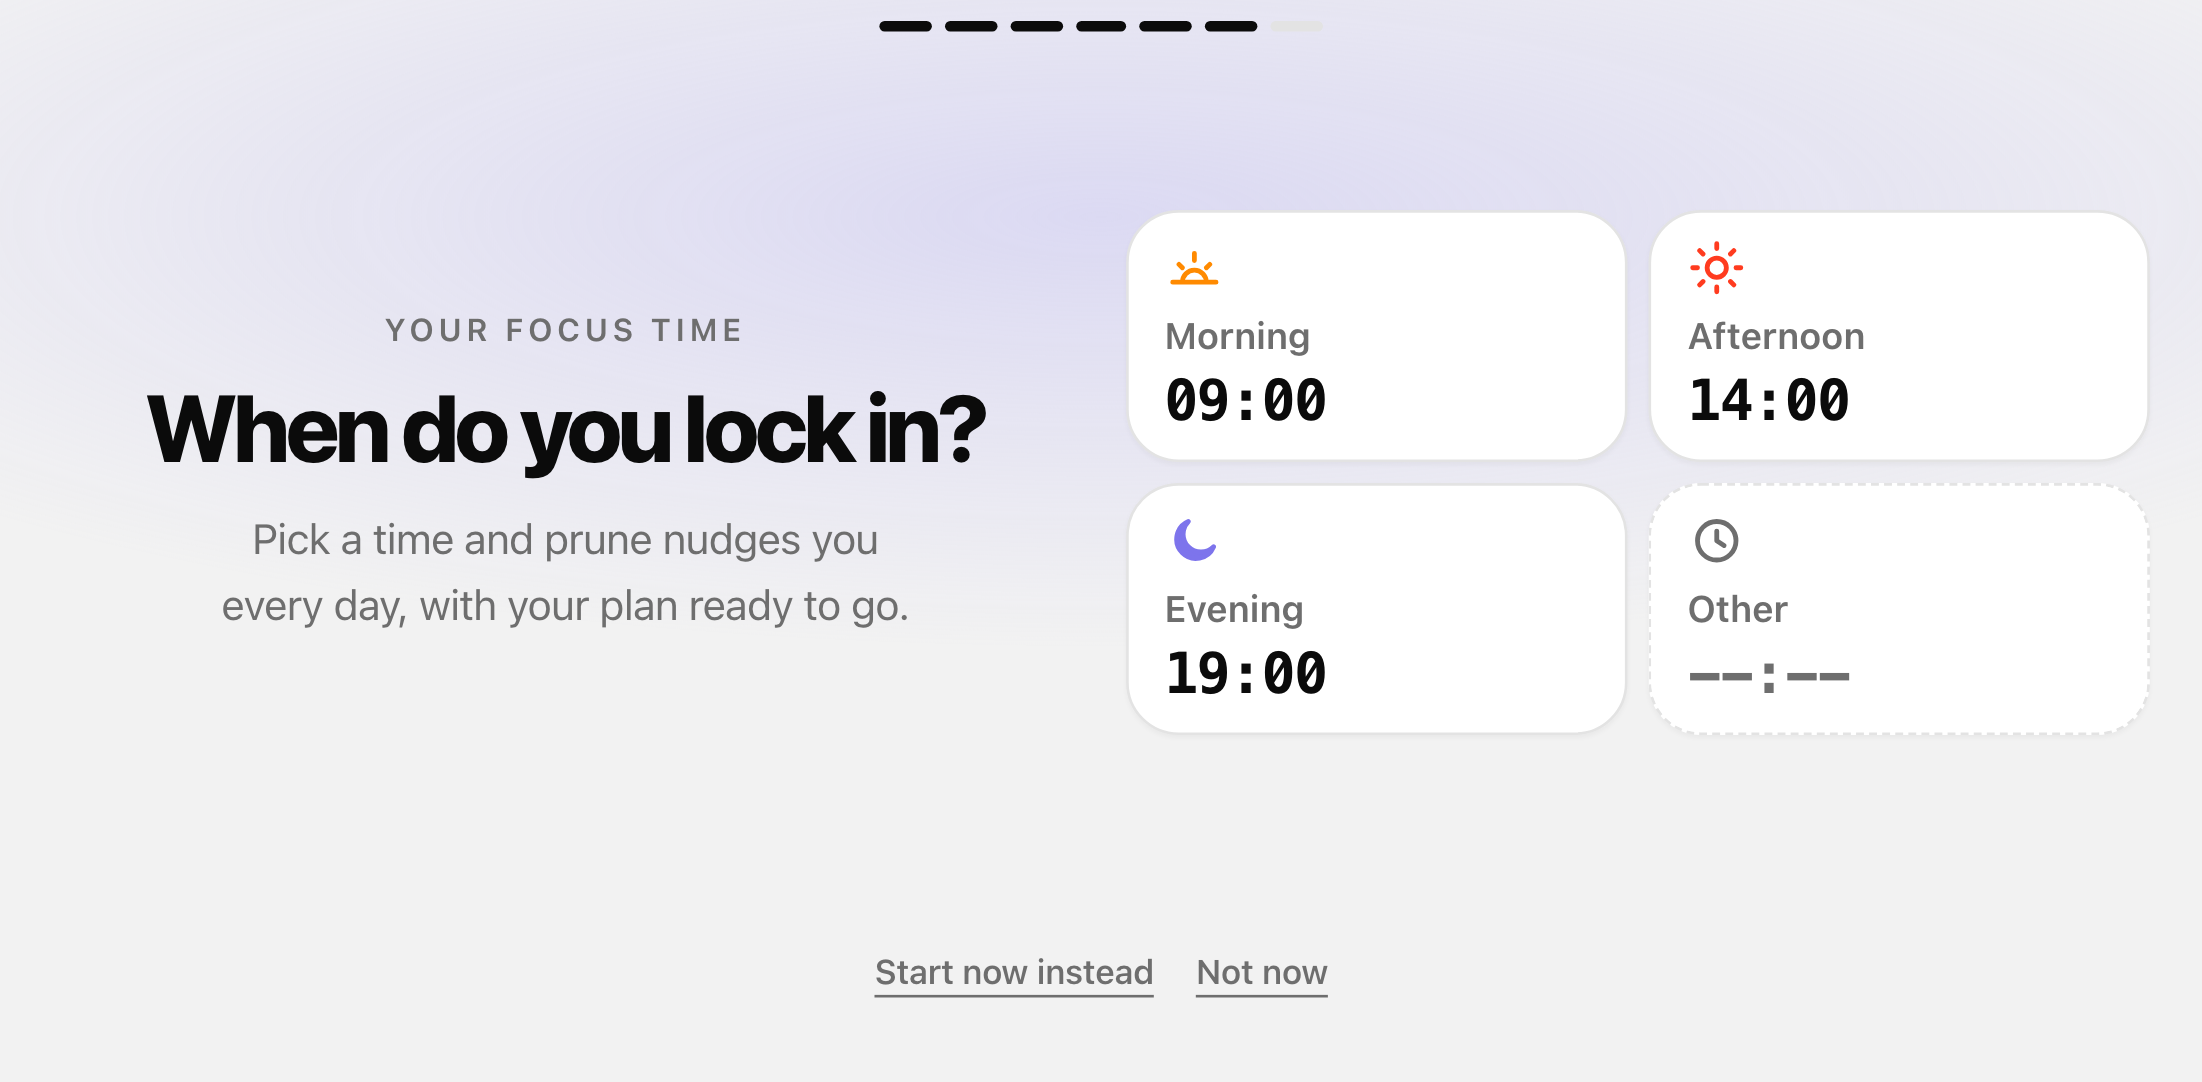 YOUR FOCUS TIME
When do you lock in?
Pick a time and prune nudges you
every day, with your plan ready to go.
Morning
09:00
Afternoon
14:00
Evening
19:00
Other
––:––
Start now instead
Not now